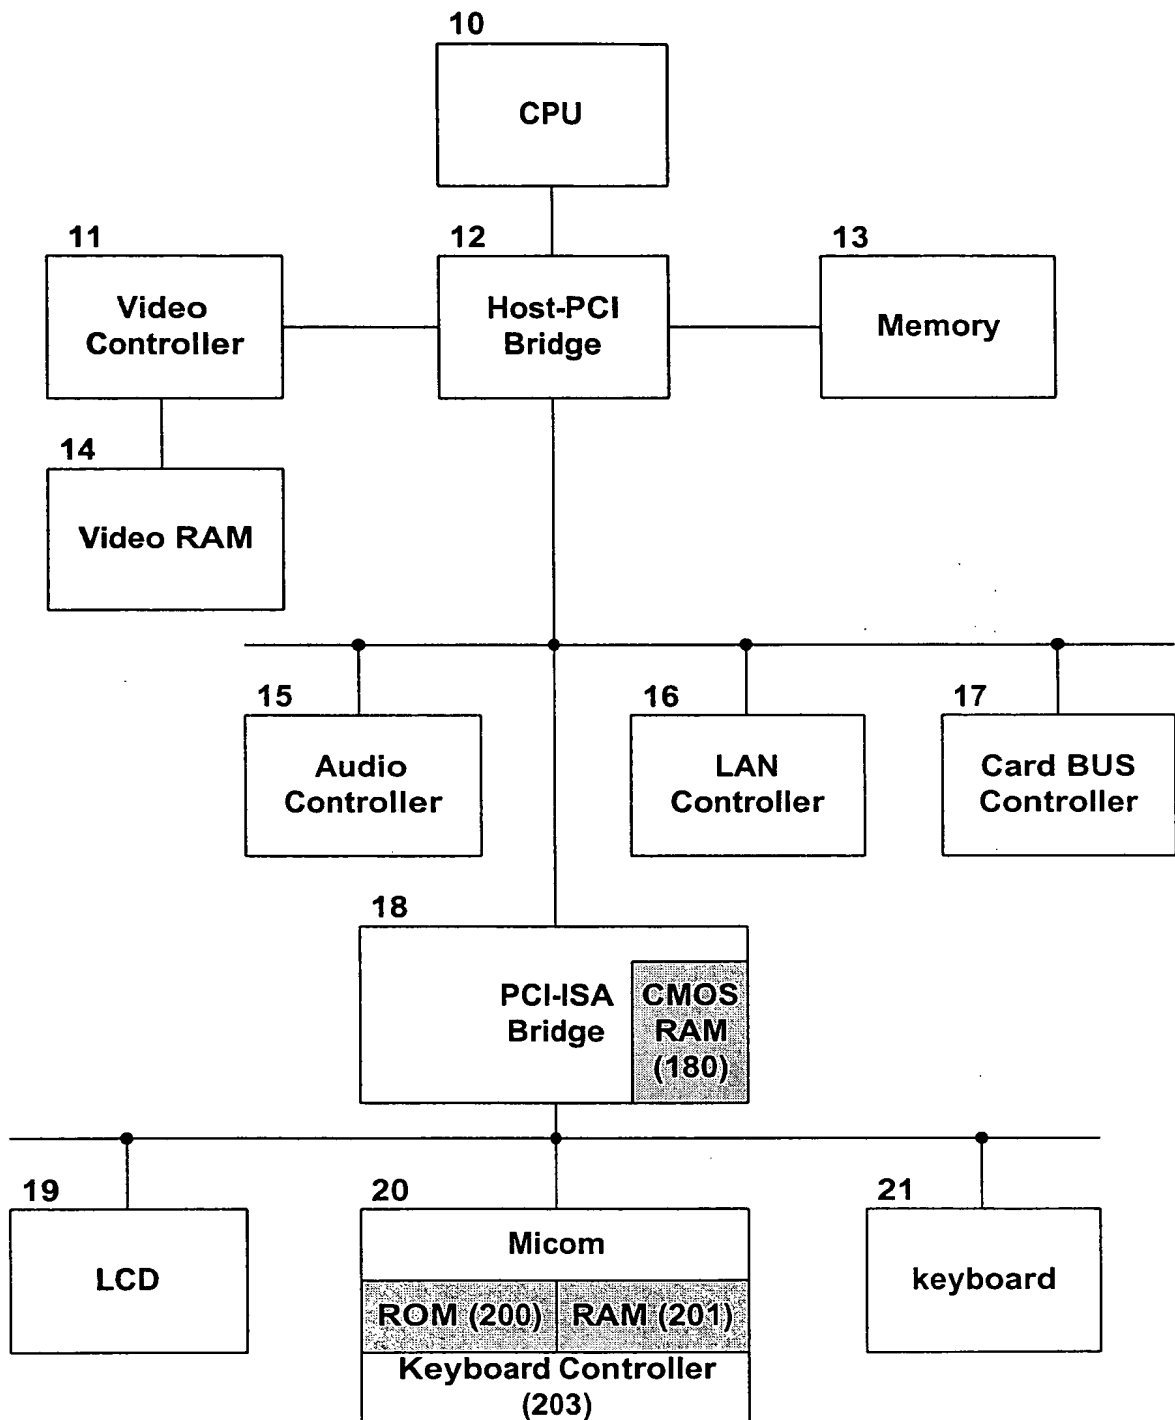 10
CPU
11
12
13
Video
Controller
Host-PCI
Bridge
Memory
14
Video RAM
15
16
17
Audio
Controller
LAN
Controller
Card BUS
Controller
18
PCI-ISA
Bridge
CMOS
RAM
(180)
19
20
21
LCD
Micom
ROM (200)
RAM (201)
Keyboard Controller
(203)
keyboard